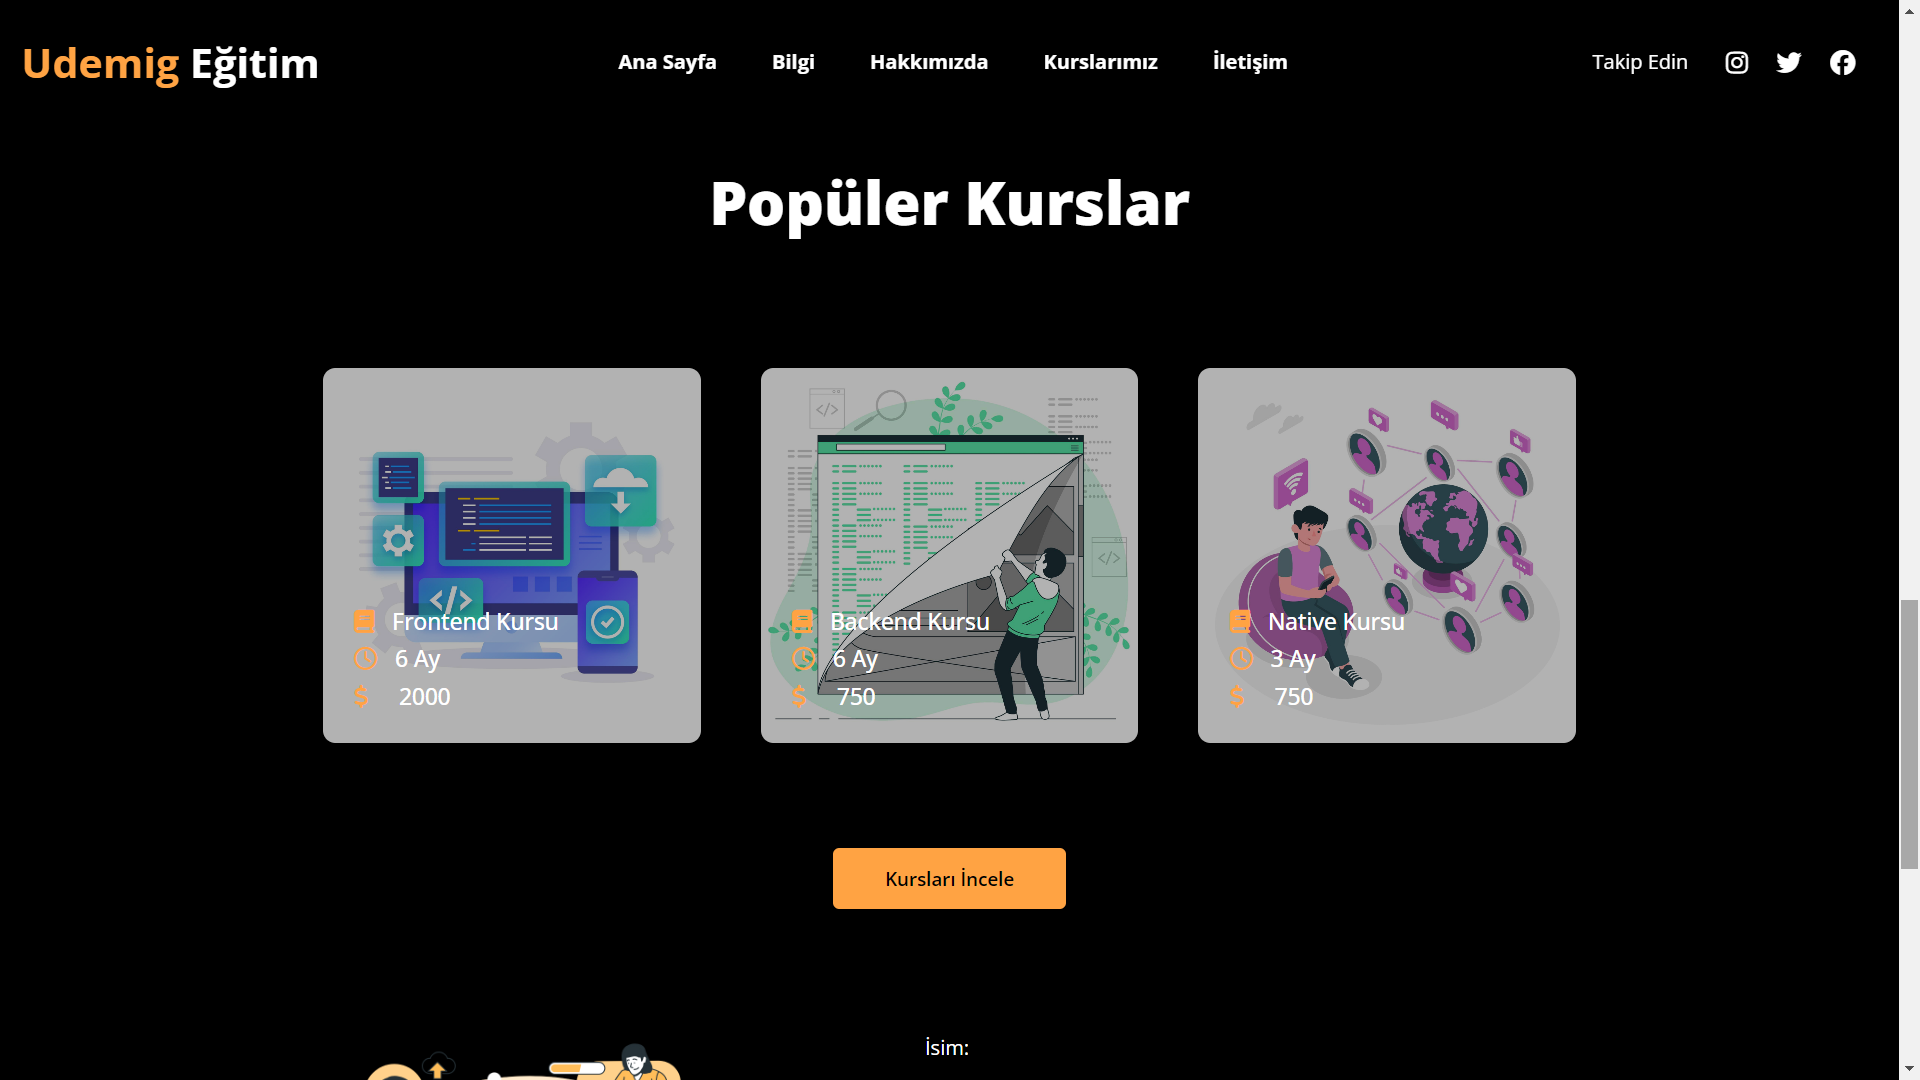 Udemig Eğitim
Ana Sayfa
Bilgi
Hakkımızda
Kurslarımız
İletişim
Takip Edin
Popüler Kurslar
</>
Frontend Kursu
6 Ay
$ 2000
</>
</>
Backend Kursu
6 Ay
$ 750
Native Kursu
3 Ay
$ 750
Kursları İncele
İsim: